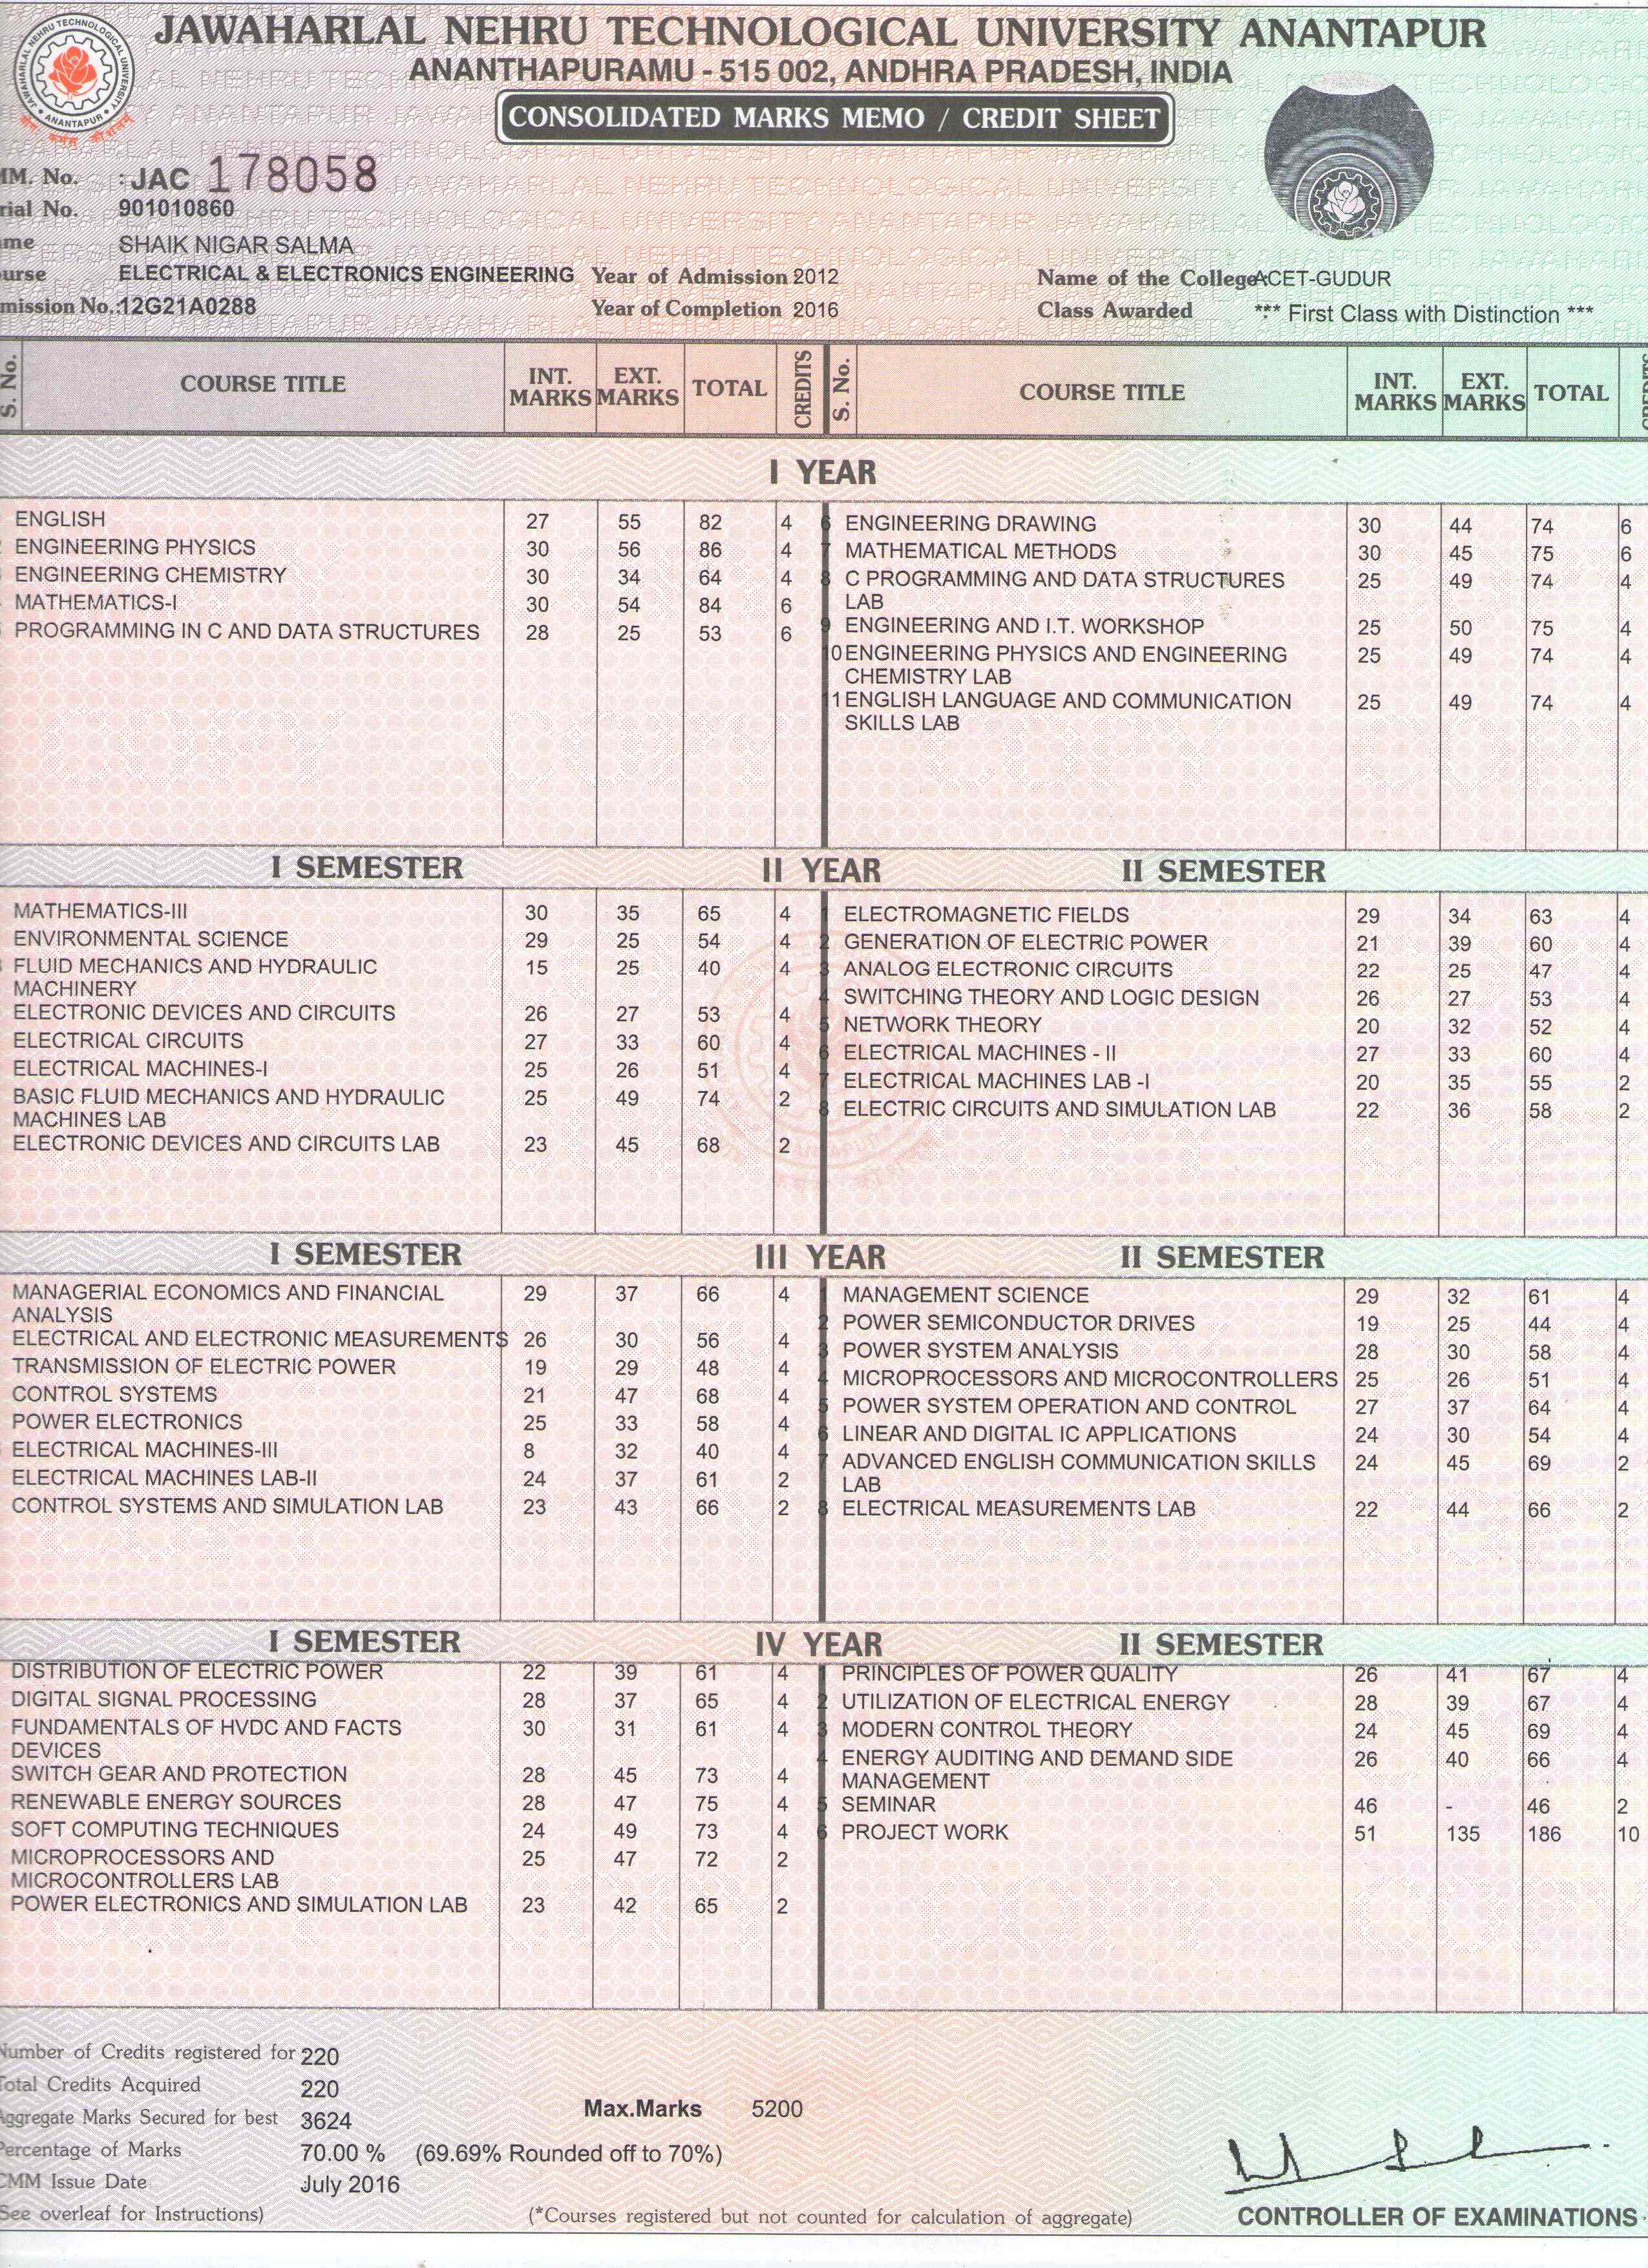 JAWAHARLAL NEHRU TECHNOLOGICAL UNIVERSITY ANANTAPUR
ANANTHAPURAMU - 515 002, ANDHRA PRADESH, INDIA
CONSOLIDATED MARKS MEMO / CREDIT SHEET
JAWAHARLAL NEHRU TECHNOLOGICAL UNIVERSITY
ANANTAPUR
MM. No. : JAC 178058
rial No. 901010860
me SHAIK NIGAR SALMA
urse ELECTRICAL & ELECTRONICS ENGINEERING Year of Admission 2012 Name of the College: ACET-GUDUR
mission No.: 12G21A0288 Year of Completion 2016 Class Awarded : *** First Class with Distinction ***
S. No. COURSE TITLE INT. MARKS EXT. MARKS TOTAL CREDITS S. No. COURSE TITLE INT. MARKS EXT. MARKS TOTAL CREDITS
I YEAR
ENGLISH 27 55 82 4 6 ENGINEERING DRAWING 30 44 74 6
ENGINEERING PHYSICS 30 56 86 4 7 MATHEMATICAL METHODS 30 45 75 6
ENGINEERING CHEMISTRY 30 34 64 4 8 C PROGRAMMING AND DATA STRUCTURES 25 49 74 4
LAB
MATHEMATICS-I 30 54 84 6
PROGRAMMING IN C AND DATA STRUCTURES 28 25 53 6 9 ENGINEERING AND I.T. WORKSHOP 25 50 75 4
10 ENGINEERING PHYSICS AND ENGINEERING 25 49 74 4
CHEMISTRY LAB
11 ENGLISH LANGUAGE AND COMMUNICATION 25 49 74 4
SKILLS LAB
I SEMESTER II YEAR II SEMESTER
MATHEMATICS-III 30 35 65 4 1 ELECTROMAGNETIC FIELDS 29 34 63 4
ENVIRONMENTAL SCIENCE 29 25 54 4 2 GENERATION OF ELECTRIC POWER 21 39 60 4
FLUID MECHANICS AND HYDRAULIC 15 25 40 4 3 ANALOG ELECTRONIC CIRCUITS 22 25 47 4
MACHINERY 4 SWITCHING THEORY AND LOGIC DESIGN 26 27 53 4
ELECTRONIC DEVICES AND CIRCUITS 26 27 53 4 5 NETWORK THEORY 20 32 52 4
ELECTRICAL CIRCUITS 27 33 60 4 6 ELECTRICAL MACHINES - II 27 33 60 4
ELECTRICAL MACHINES-I 25 26 51 4 7 ELECTRICAL MACHINES LAB -I 20 35 55 2
BASIC FLUID MECHANICS AND HYDRAULIC 25 49 74 2 8 ELECTRIC CIRCUITS AND SIMULATION LAB 22 36 58 2
MACHINES LAB
ELECTRONIC DEVICES AND CIRCUITS LAB 23 45 68 2
I SEMESTER III YEAR II SEMESTER
MANAGERIAL ECONOMICS AND FINANCIAL 29 37 66 4 1 MANAGEMENT SCIENCE 29 32 61 4
ANALYSIS 2 POWER SEMICONDUCTOR DRIVES 19 25 44 4
ELECTRICAL AND ELECTRONIC MEASUREMENTS 26 30 56 4 3 POWER SYSTEM ANALYSIS 28 30 58 4
TRANSMISSION OF ELECTRIC POWER 19 29 48 4 4 MICROPROCESSORS AND MICROCONTROLLERS 25 26 51 4
CONTROL SYSTEMS 21 47 68 4 5 POWER SYSTEM OPERATION AND CONTROL 27 37 64 4
POWER ELECTRONICS 25 33 58 4 6 LINEAR AND DIGITAL IC APPLICATIONS 24 30 54 4
ELECTRICAL MACHINES-III 8 32 40 4 7 ADVANCED ENGLISH COMMUNICATION SKILLS 24 45 69 2
ELECTRICAL MACHINES LAB-II 24 37 61 2 LAB
CONTROL SYSTEMS AND SIMULATION LAB 23 43 66 2 8 ELECTRICAL MEASUREMENTS LAB 22 44 66 2
I SEMESTER IV YEAR II SEMESTER
DISTRIBUTION OF ELECTRIC POWER 22 39 61 4 1 PRINCIPLES OF POWER QUALITY 26 41 67 4
DIGITAL SIGNAL PROCESSING 28 37 65 4 2 UTILIZATION OF ELECTRICAL ENERGY 28 39 67 4
FUNDAMENTALS OF HVDC AND FACTS 30 31 61 4 3 MODERN CONTROL THEORY 24 45 69 4
DEVICES 4 ENERGY AUDITING AND DEMAND SIDE 26 40 66 4
SWITCH GEAR AND PROTECTION 28 45 73 4 MANAGEMENT
RENEWABLE ENERGY SOURCES 28 47 75 4 5 SEMINAR 46 - 46 2
SOFT COMPUTING TECHNIQUES 24 49 73 4 6 PROJECT WORK 51 135 186 10
MICROPROCESSORS AND 25 47 72 2
MICROCONTROLLERS LAB
POWER ELECTRONICS AND SIMULATION LAB 23 42 65 2
Number of Credits registered for 220
Total Credits Acquired 220
Aggregate Marks Secured for best 3624 Max.Marks 5200
Percentage of Marks 70.00 % (69.69% Rounded off to 70%)
CMM Issue Date July 2016
See overleaf for Instructions) (*Courses registered but not counted for calculation of aggregate) CONTROLLER OF EXAMINATIONS